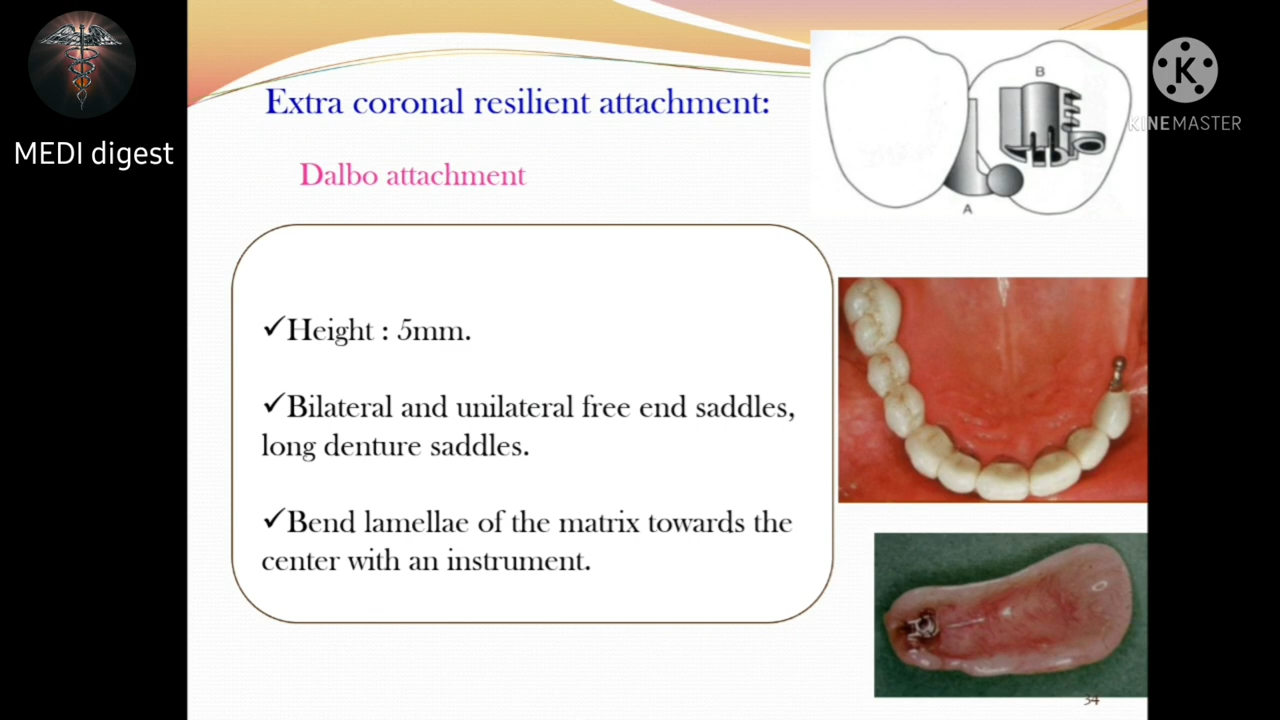 MEDI digest
KINEMASTER
K
Extra coronal resilient attachment:
Dalbo attachment
B
A
✓Height : 5mm.
✓Bilateral and unilateral free end saddles,
long denture saddles.
✓Bend lamellae of the matrix towards the
center with an instrument.
34